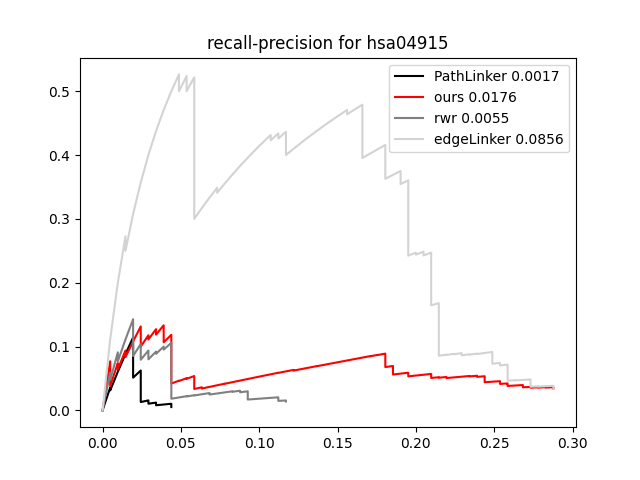 recall-precision for hsa04915
PathLinker 0.0017
ours 0.0176
rwr 0.0055
edgeLinker 0.0856
0.5
0.4
0.3
0.2
0.1
0.0
0.00 0.05 0.10 0.15 0.20 0.25 0.30